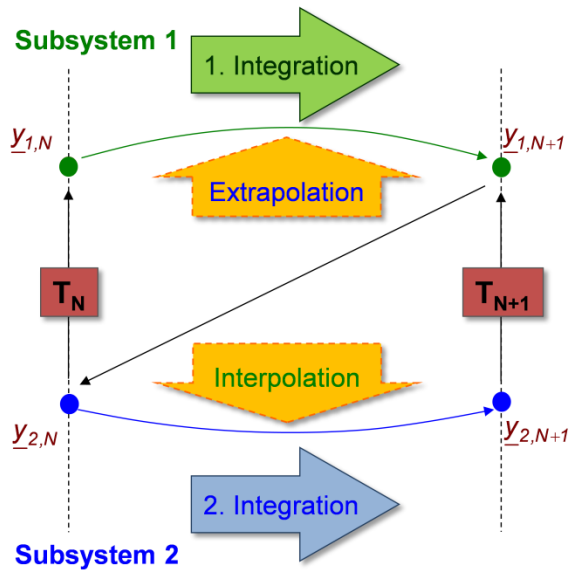 Subsystem 1
1. Integration
y1,N
y1,N+1
Extrapolation
TN
TN+1
Interpolation
y2,N
y2,N+1
2. Integration
Subsystem 2